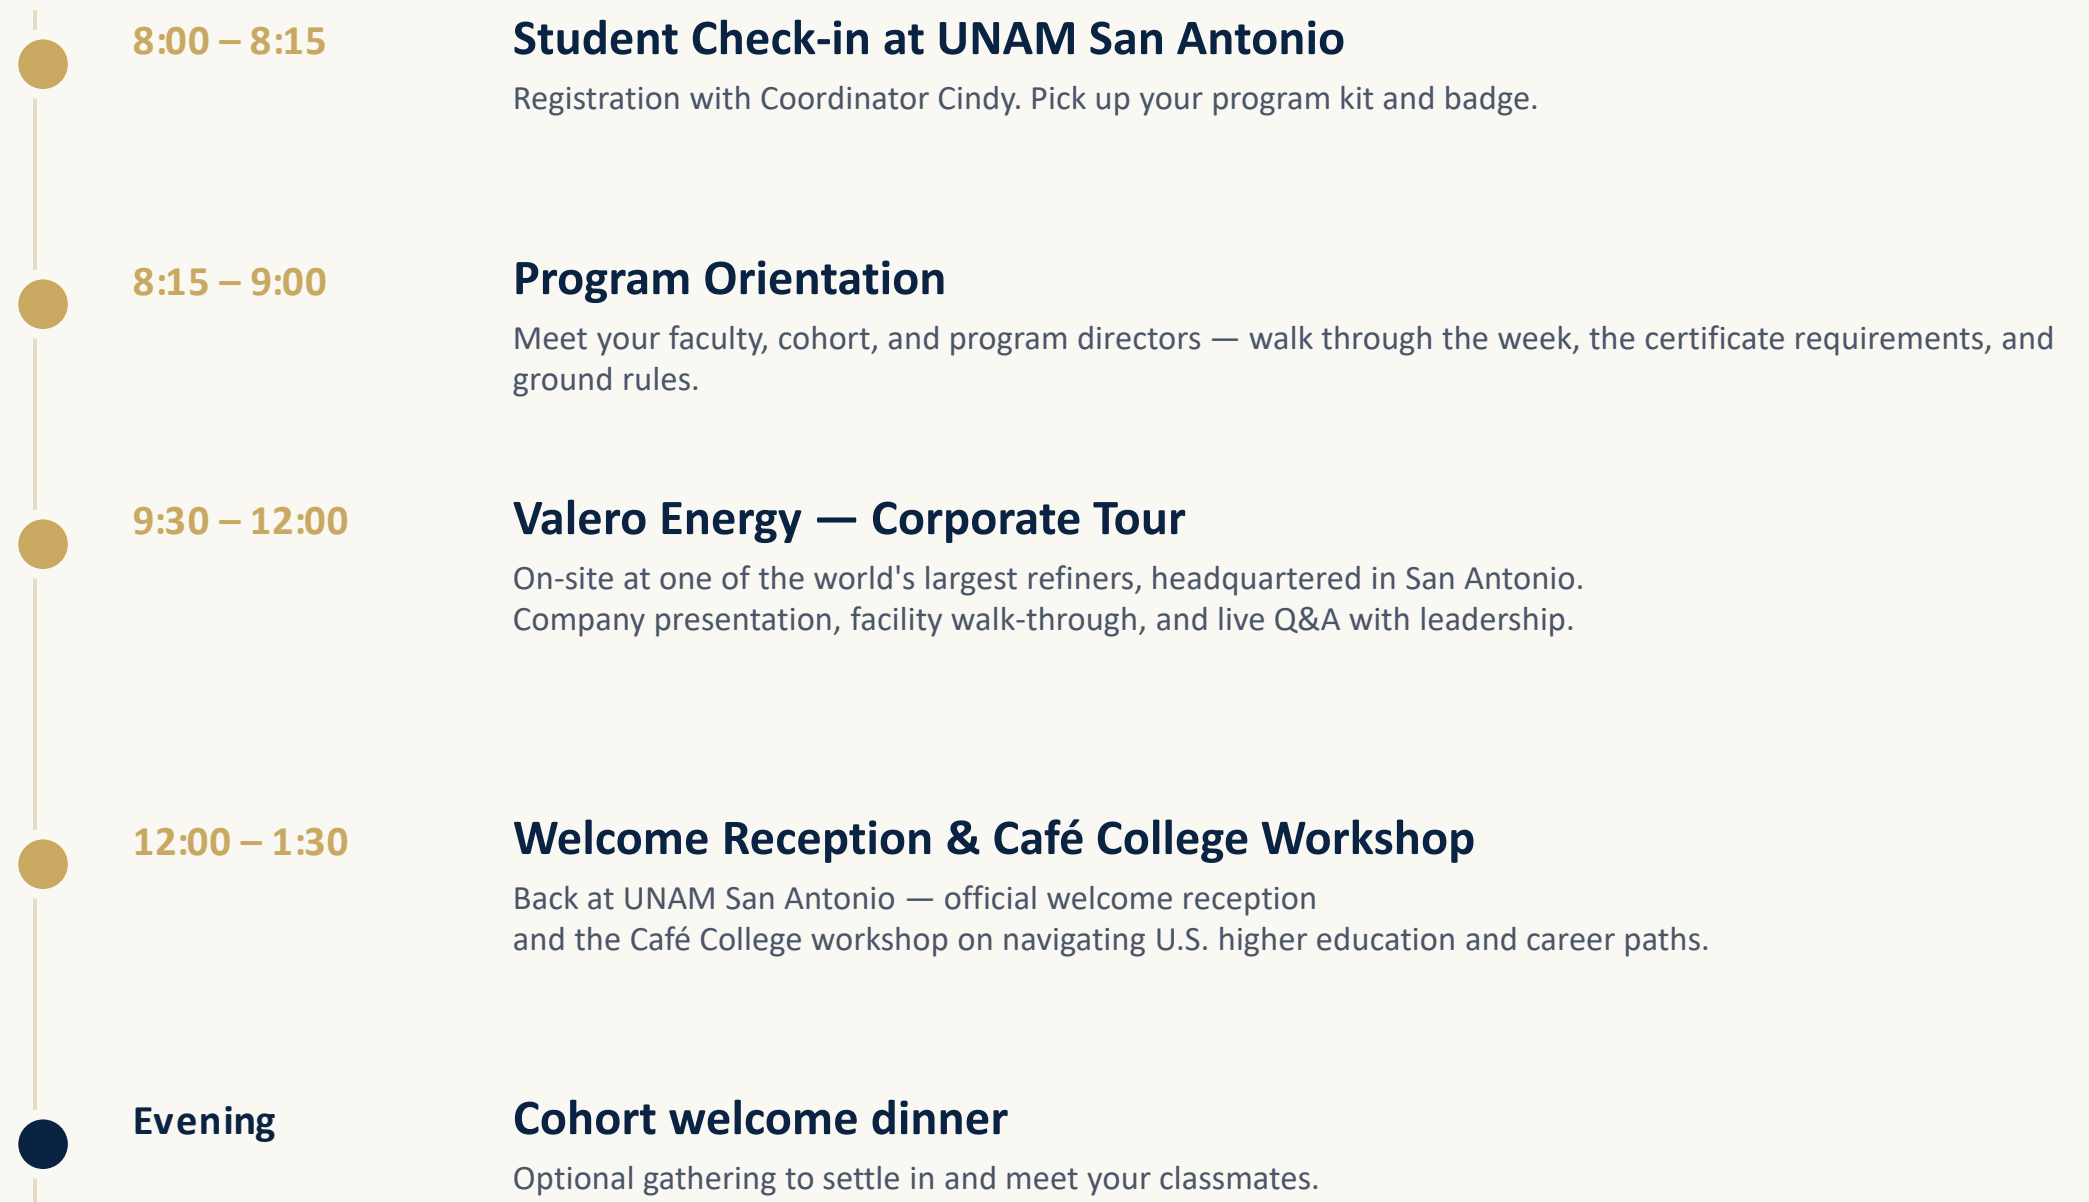 8:00 – 8:15
Student Check-in at UNAM San Antonio
Registration with Coordinator Cindy. Pick up your program kit and badge.
8:15 – 9:00
Program Orientation
Meet your faculty, cohort, and program directors — walk through the week, the certificate requirements, and
ground rules.
9:30 – 12:00
Valero Energy — Corporate Tour
On-site at one of the world's largest refiners, headquartered in San Antonio.
Company presentation, facility walk-through, and live Q&A with leadership.
12:00 – 1:30
Welcome Reception & Café College Workshop
Back at UNAM San Antonio — official welcome reception
and the Café College workshop on navigating U.S. higher education and career paths.
Evening
Cohort welcome dinner
Optional gathering to settle in and meet your classmates.